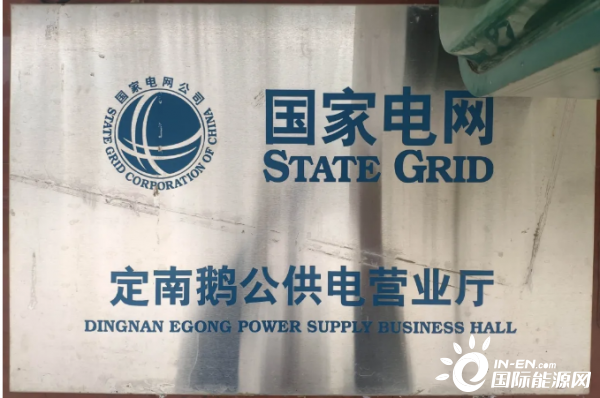 国家电网公司
STATE GRID CORPORATION OF CHINA
国家电网
STATE GRID
定南鹅公供电营业厅
DINGNAN EGONG POWER SUPPLY BUSINESS HALL
IN-EN.com
国际能源网